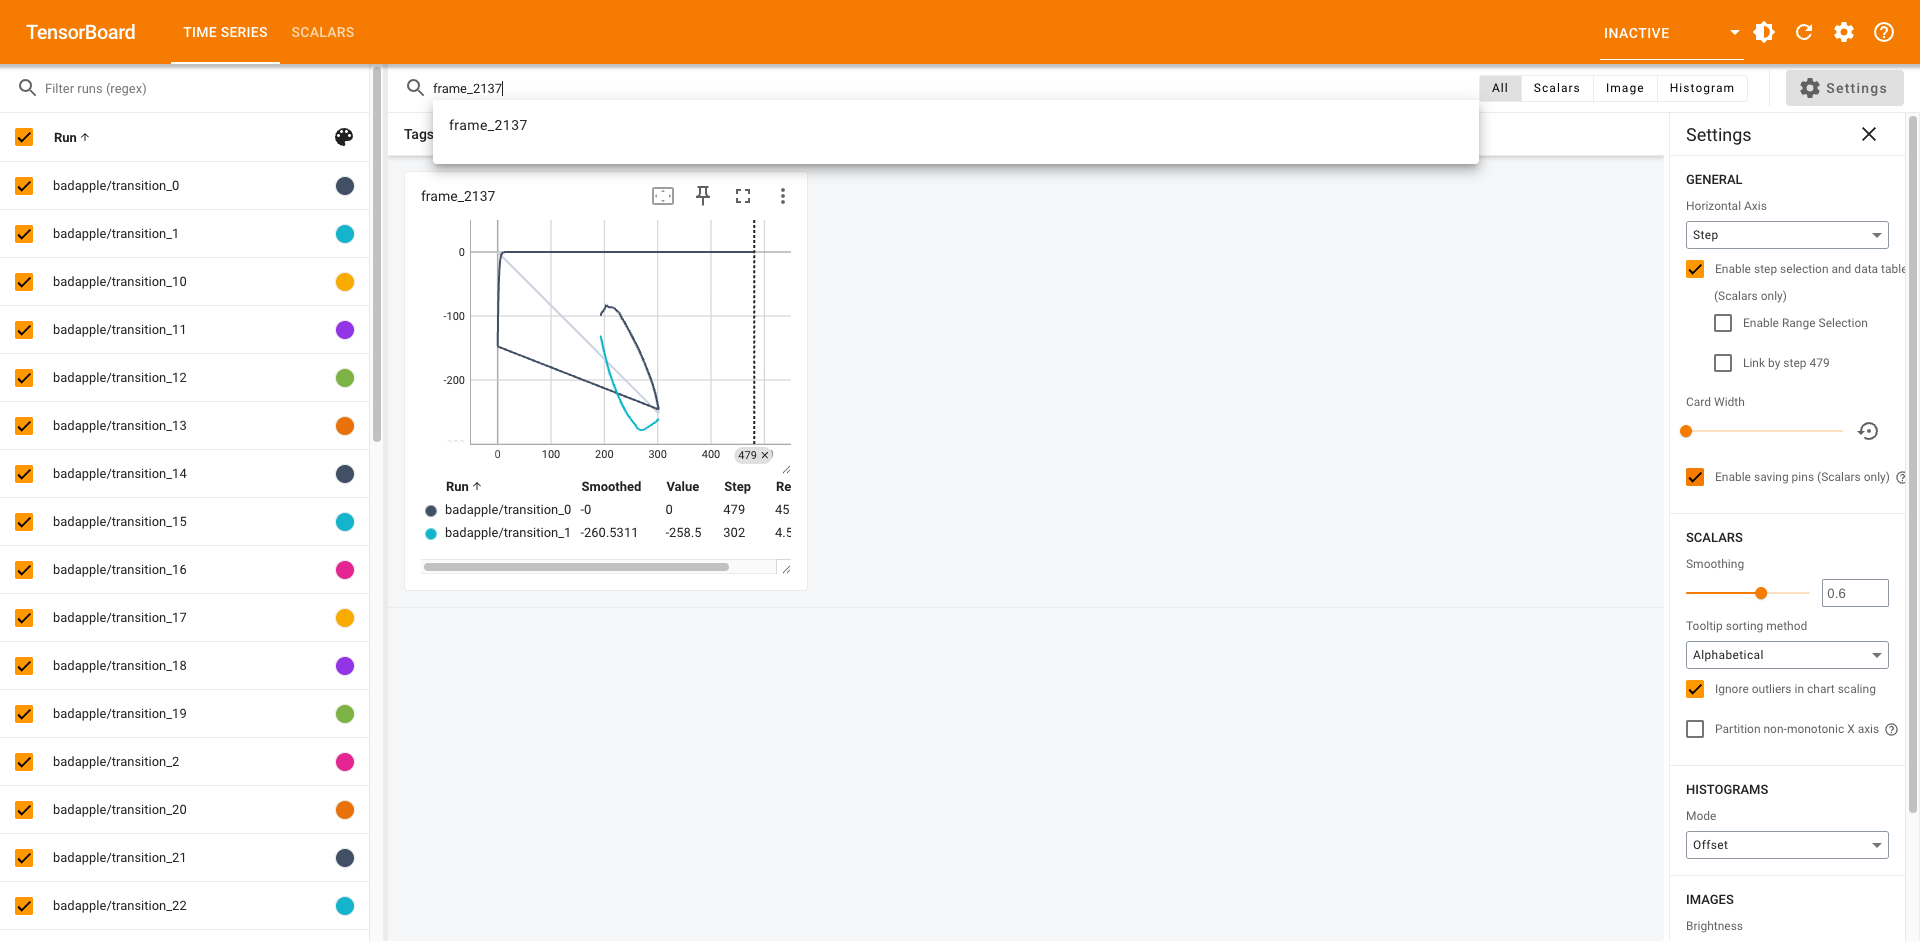 TensorBoard
TIME SERIES
SCALARS
INACTIVE
Filter runs (regex)
frame_2137
All
Scalars
Image
Histogram
Settings
frame_2137
Run
Tags
Settings
badapple/transition_0
badapple/transition_1
badapple/transition_10
badapple/transition_11
badapple/transition_12
badapple/transition_13
badapple/transition_14
badapple/transition_15
badapple/transition_16
badapple/transition_17
badapple/transition_18
badapple/transition_19
badapple/transition_2
badapple/transition_20
badapple/transition_21
badapple/transition_22
frame_2137
0
-100
-200
0 100 200 300 400 479
Run Smoothed Value Step Re
badapple/transition_0 -0 0 479 45
badapple/transition_1 -260.5311 -258.5 302 4.5
GENERAL
Horizontal Axis
Step
Enable step selection and data table
(Scalars only)
Enable Range Selection
Link by step 479
Card Width
Enable saving pins (Scalars only)
SCALARS
Smoothing
0.6
Tooltip sorting method
Alphabetical
Ignore outliers in chart scaling
Partition non-monotonic X axis
HISTOGRAMS
Mode
Offset
IMAGES
Brightness